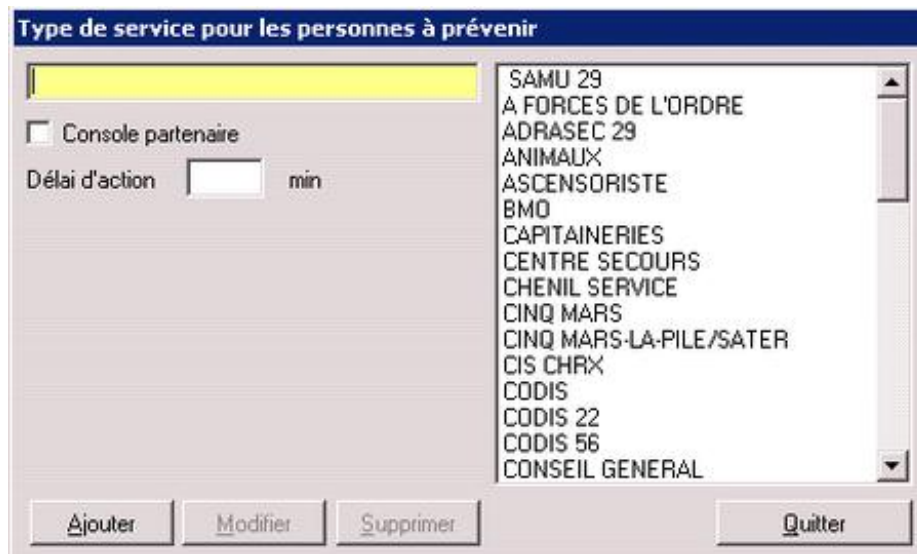 Type de service pour les personnes à prévenir
Console partenaire
Délai d'action
min
SAMU 29
A FORCES DE L'ORDRE
ADRASEC 29
ANIMAUX
ASCENSORISTE
BMO
CAPITAINERIES
CENTRE SECOURS
CHENIL SERVICE
CINQ MARS
CINQ MARS-LA-PILE/SATER
CIS CHRX
CODIS
CODIS 22
CODIS 56
CONSEIL GENERAL
Ajouter
Modifier
Supprimer
Quitter